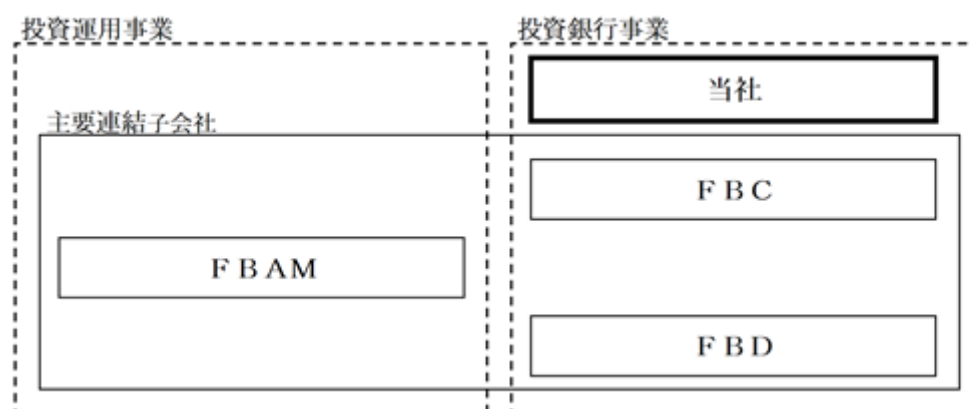 投資運用事業
投資銀行事業
当社
主要連結子会社
ＦＢＣ
ＦＢＡＭ
ＦＢＤ